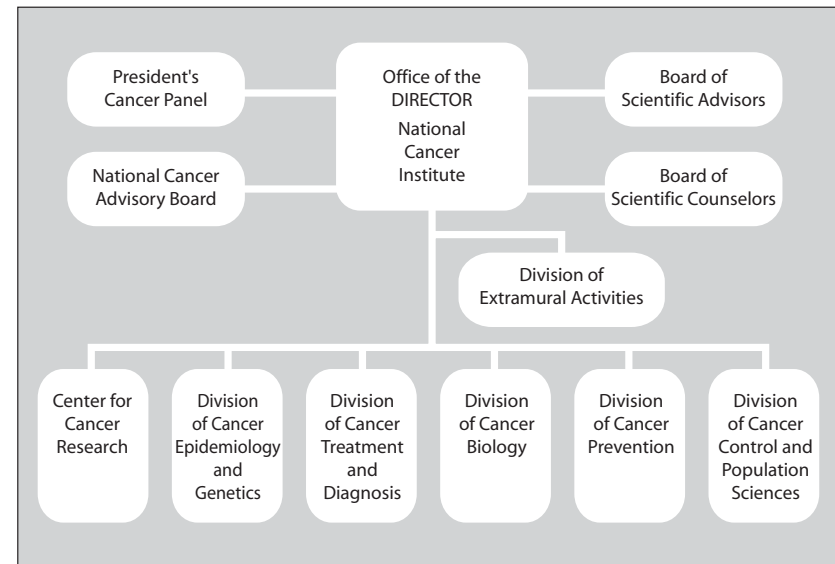 President's
Cancer Panel
Office of the
DIRECTOR
National
Cancer
Institute
Board of
Scientific Advisors
National Cancer
Advisory Board
Board of
Scientific Counselors
Division of
Extramural Activities
Center for
Cancer
Research
Division
of Cancer
Epidemiology
and
Genetics
Division
of Cancer
Treatment
and
Diagnosis
Division
of Cancer
Biology
Division
of Cancer
Prevention
Division
of Cancer
Control and
Population
Sciences